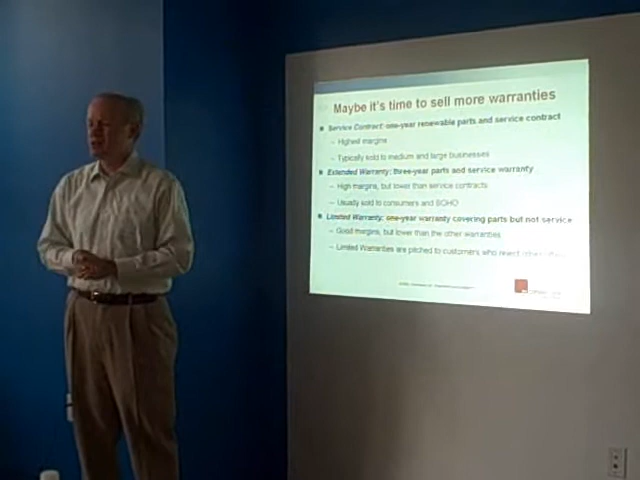 Maybe it's time to sell more warranties
Service Contract: one-year renewable parts and service contract
– Highest margins
– Typically sold to medium and large businesses
Extended Warranty: three-year parts and service warranty
– High margins, but lower than service contracts
– Usually sold to consumers and SOHO
Limited Warranty: one-year warranty covering parts but not service
– Good margins, but lower than the other warranties
– Limited Warranties are pitched to customers who reject